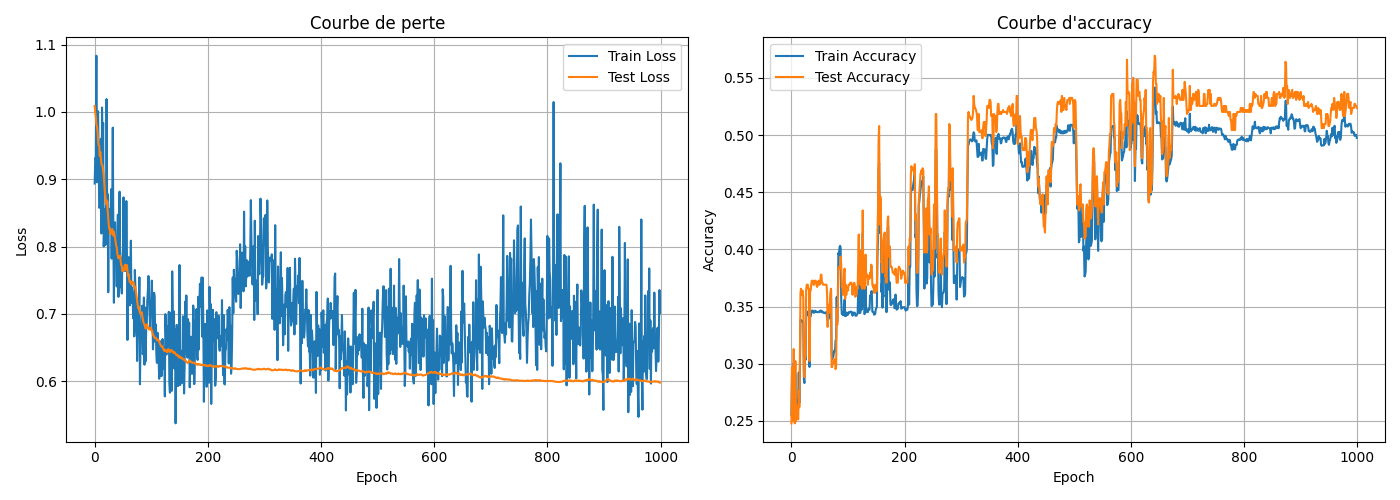 Courbe de perte
Train Loss
Test Loss
1.1
1.0
0.9
0.8
0.7
0.6
Loss
0
200
400
600
800
1000
Epoch
Courbe d'accuracy
Train Accuracy
Test Accuracy
0.55
0.50
0.45
0.40
0.35
0.30
0.25
Accuracy
0
200
400
600
800
1000
Epoch